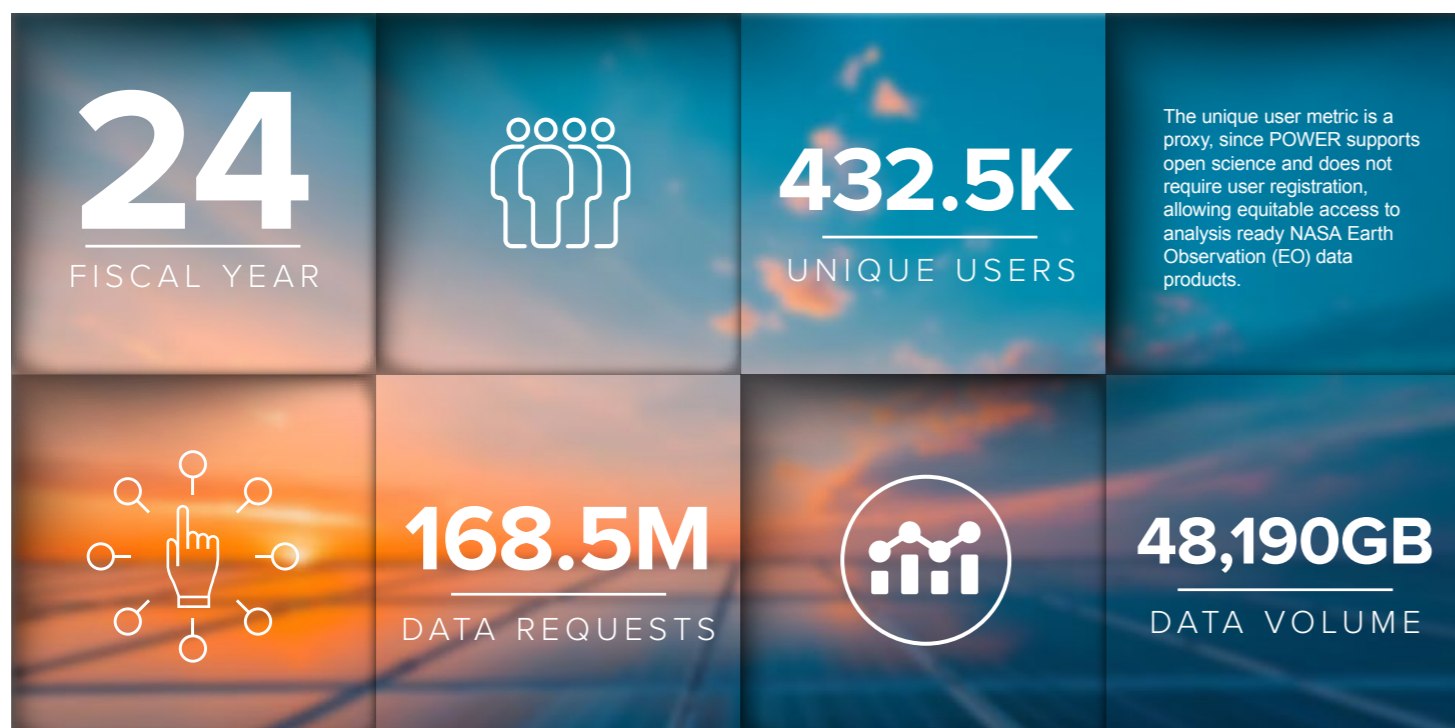 24
FISCAL YEAR
432.5K
UNIQUE USERS
The unique user metric is a
proxy, since POWER supports
open science and does not
require user registration,
allowing equitable access to
analysis ready NASA Earth
Observation (EO) data
products.
168.5M
DATA REQUESTS
48,190GB
DATA VOLUME